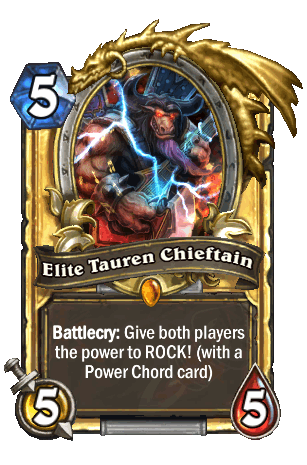 5
Elite Tauren Chieftain
Battlecry: Give both players
the power to ROCK! (with a
Power Chord card)
5
5